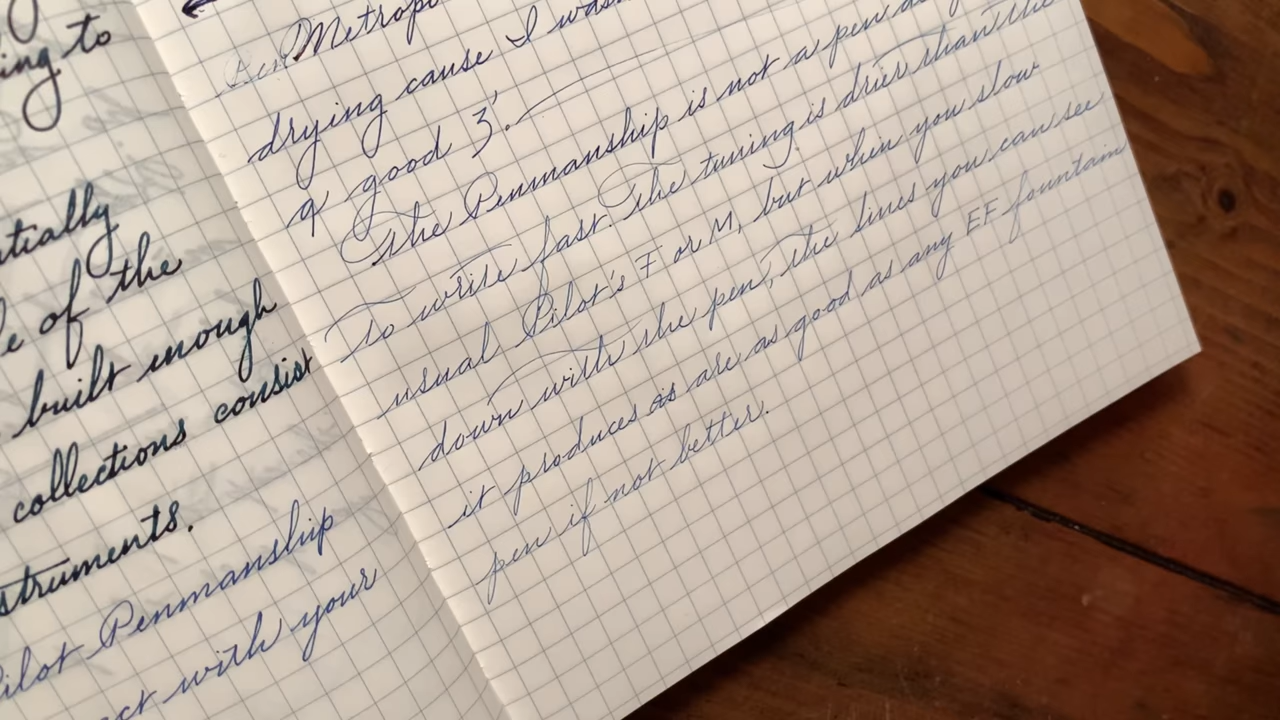 ing to
ntially
of the
built enough
collections consist
struments.
Pilot Penmanship
ct with your
Pen Metropo
drying cause I was
a good 3'.
The Penmanship is not a pen
To write fast. The tuning is drier than the
usual Pilot's F or M, but when you slow
down with the pen, the lines you can see
it produces is are as good as any EF fountain
pen if not better.